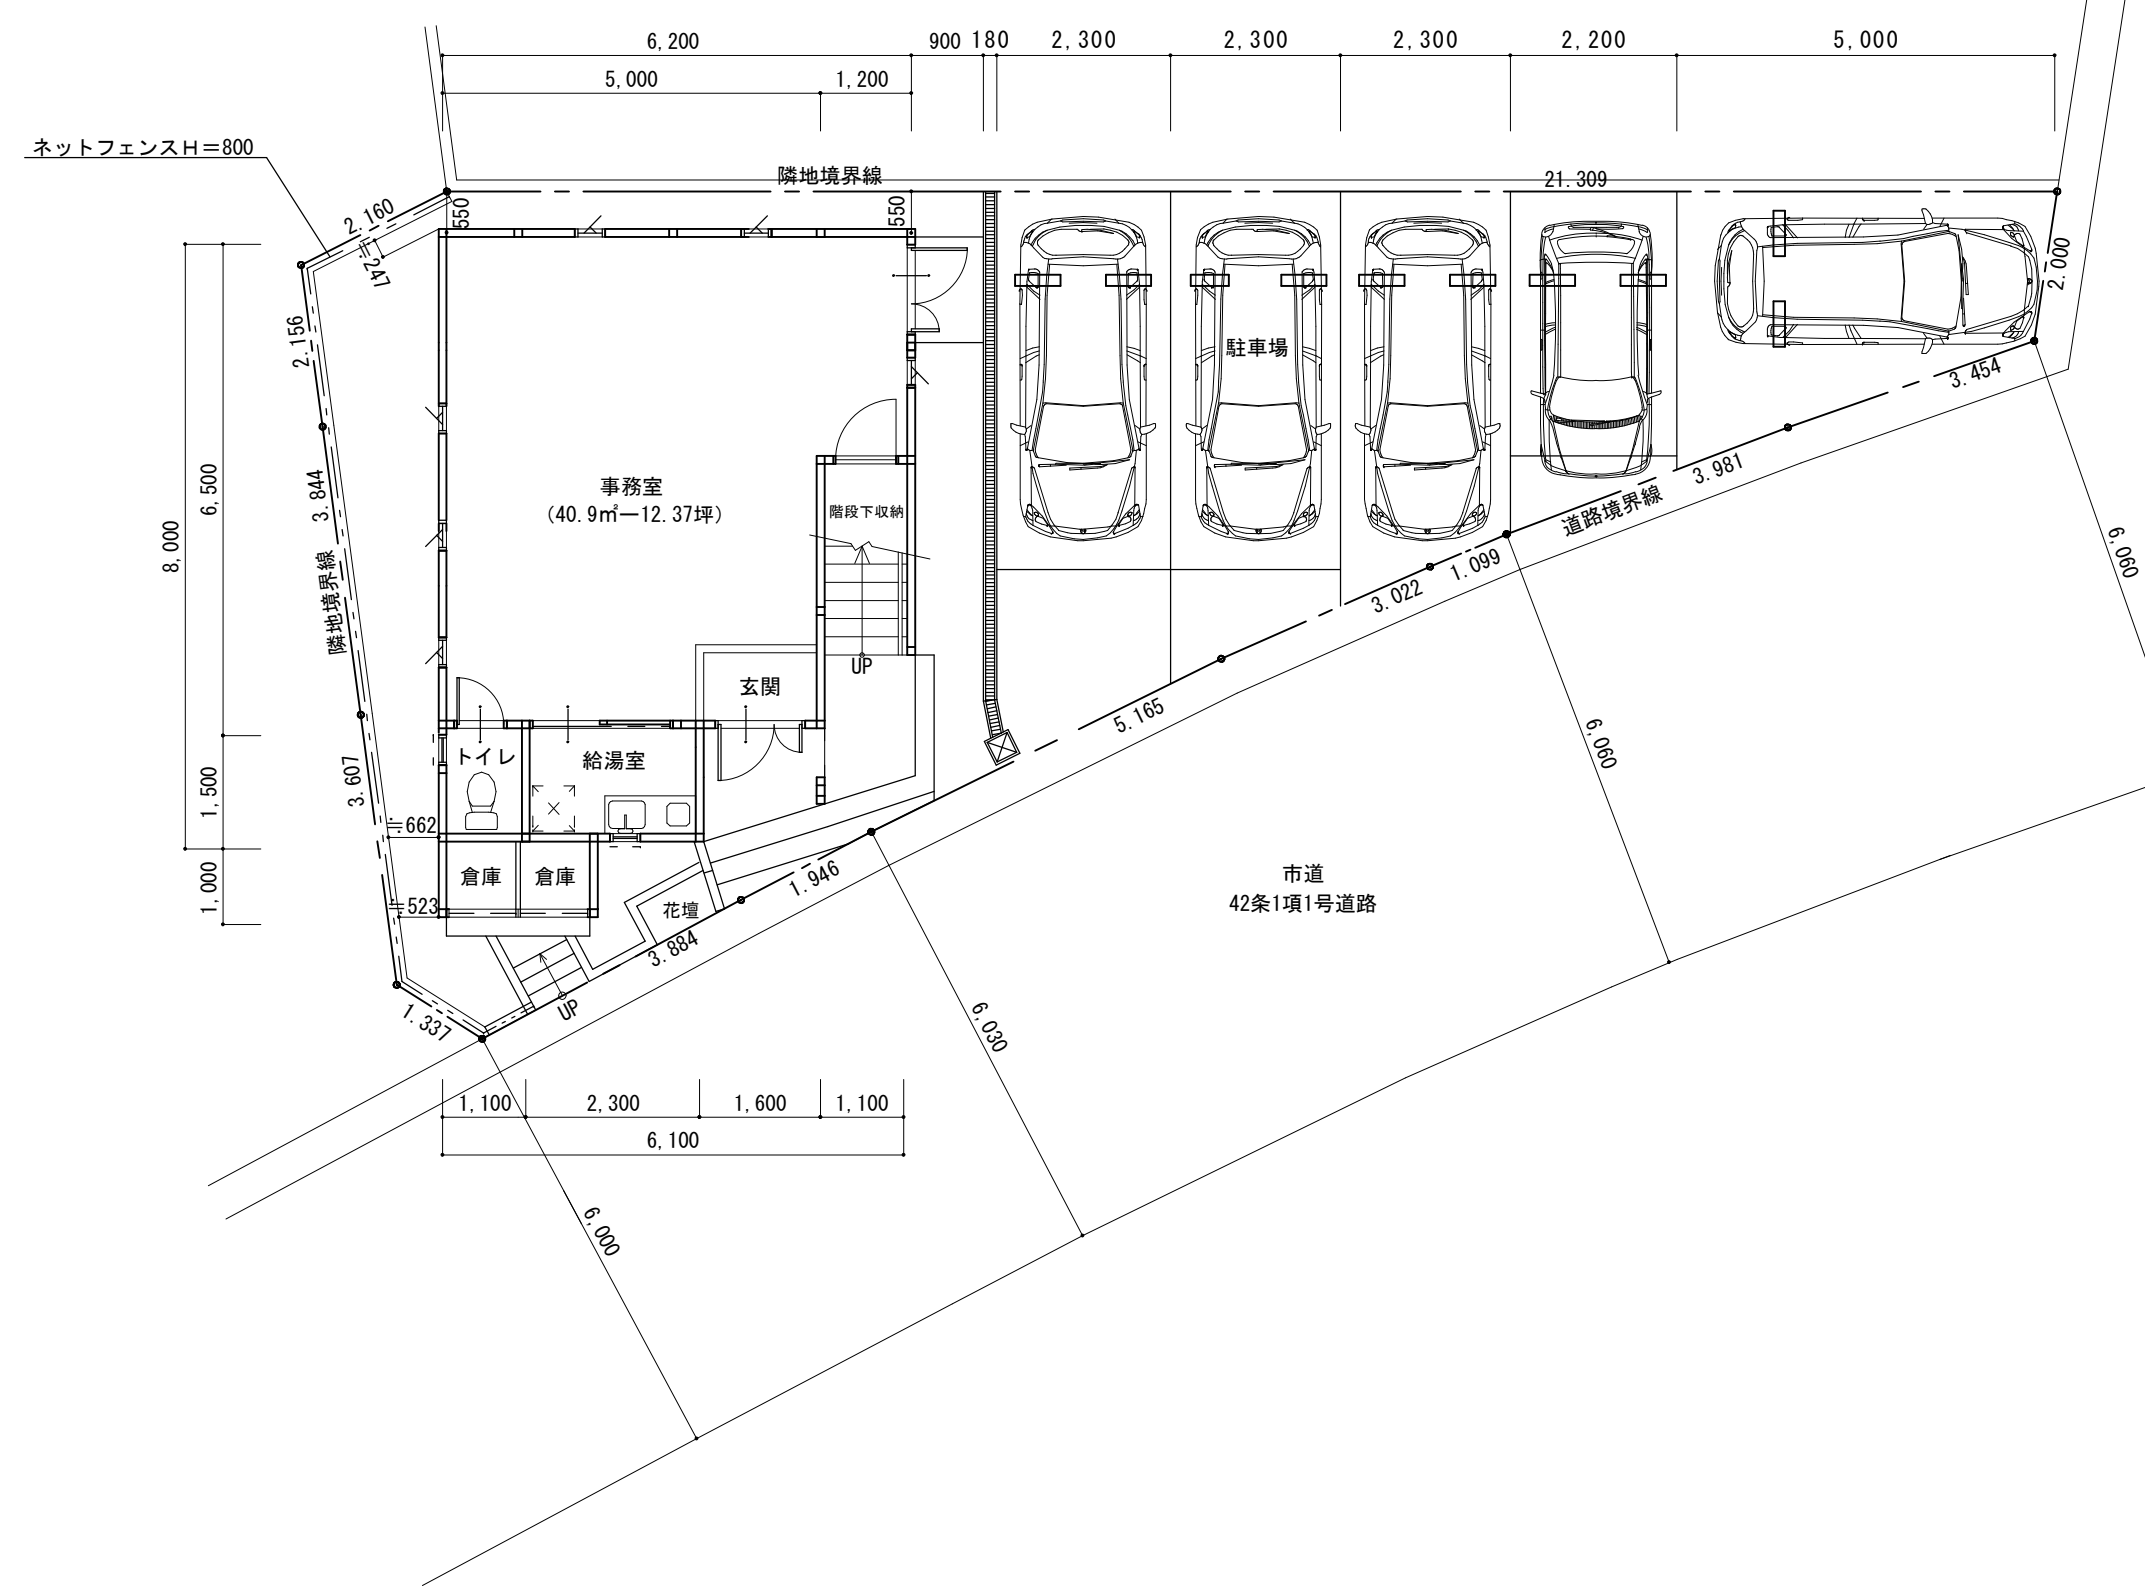 6,200
900
180
2,300
2,300
2,300
2,200
5,000
5,000
1,200
ネットフェンスH＝800
隣地境界線
21.309
2.160
550
550
≒247
2.000
2.156
駐車場
3.454
3.844
6,500
8,000
事務室
（40.9㎡ー12.37坪）
階段下収納
3.981
道路境界線
6,060
隣地境界線
1.099
3.022
UP
玄関
5.165
6,060
トイレ
給湯室
3.607
1,500
≒662
1,000
倉庫
倉庫
1.946
市道
42条1項1号道路
≒523
花壇
3.884
UP
1.337
6,030
1,100
2,300
1,600
1,100
6,100
6,000